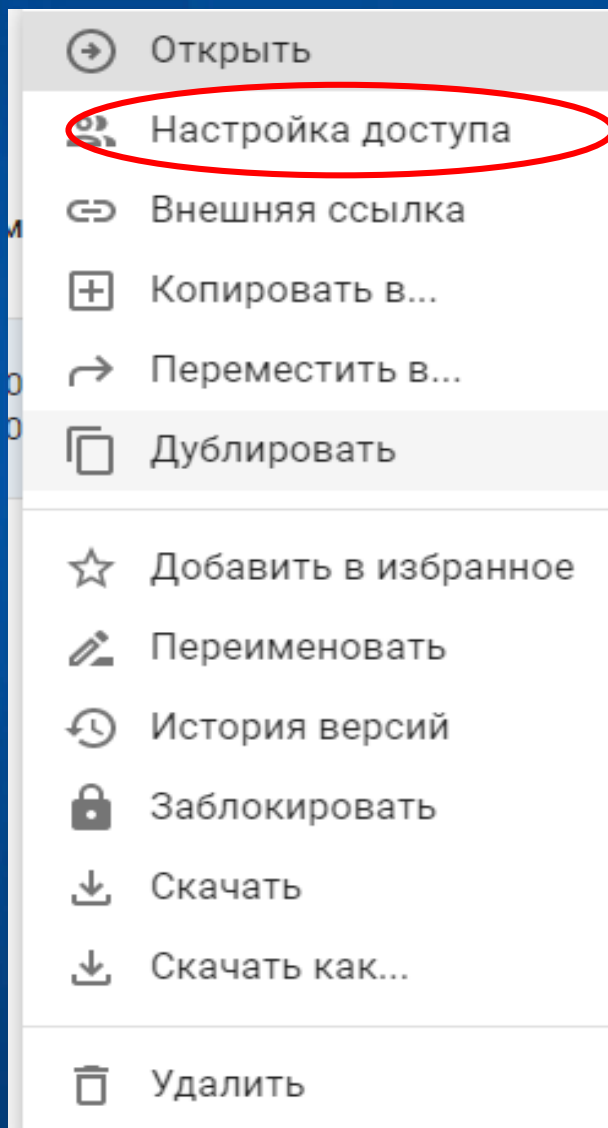 Открыть
Настройка доступа
Внешняя ссылка
Копировать в...
Переместить в...
Дублировать
Добавить в избранное
Переименовать
История версий
Заблокировать
Скачать
Скачать как...
Удалить